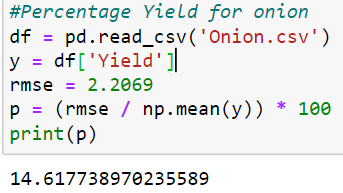 #Percentage Yield for onion
df = pd.read_csv('Onion.csv')
y = df['Yield']
rmse = 2.2069
p = (rmse / np.mean(y)) * 100
print(p)
14.617738970235589